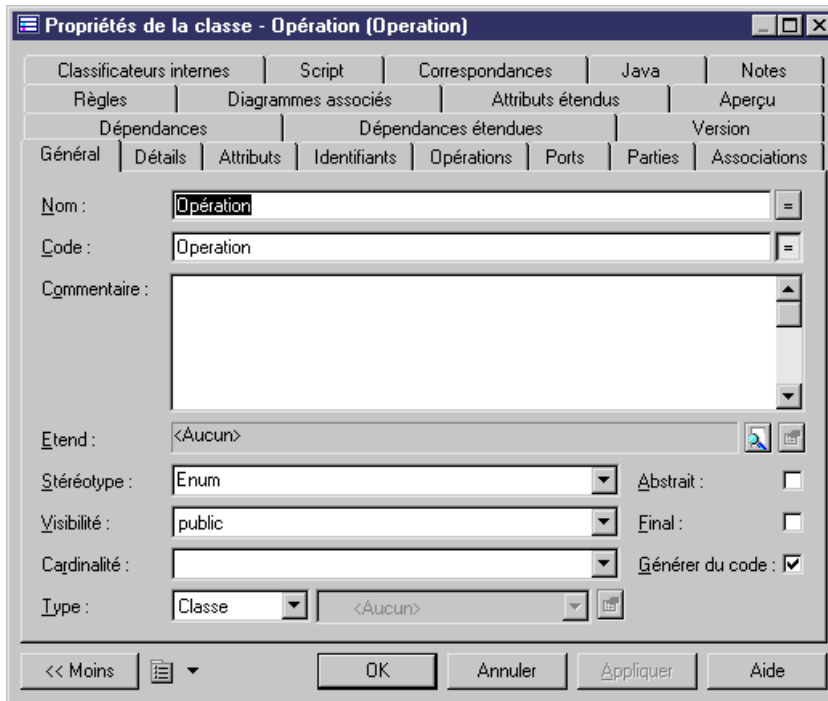 Propriétés de la classe - Opération (Operation)
Classificateurs internes Script Correspondances Java Notes
Règles Diagrammes associés Attributs étendus Aperçu
Dépendances Dépendances étendues Version
Général Détails Attributs Identifiants Opérations Ports Parties Associations
Nom : Opération =
Code : Operation =
Commentaire :
Etend : <Aucun>
Stéréotype : Enum Abstrait :
Visibilité : public Final :
Cardinalité : Générer du code :
Type : Classe <Aucun>
<< Moins OK Annuler Appliquer Aide